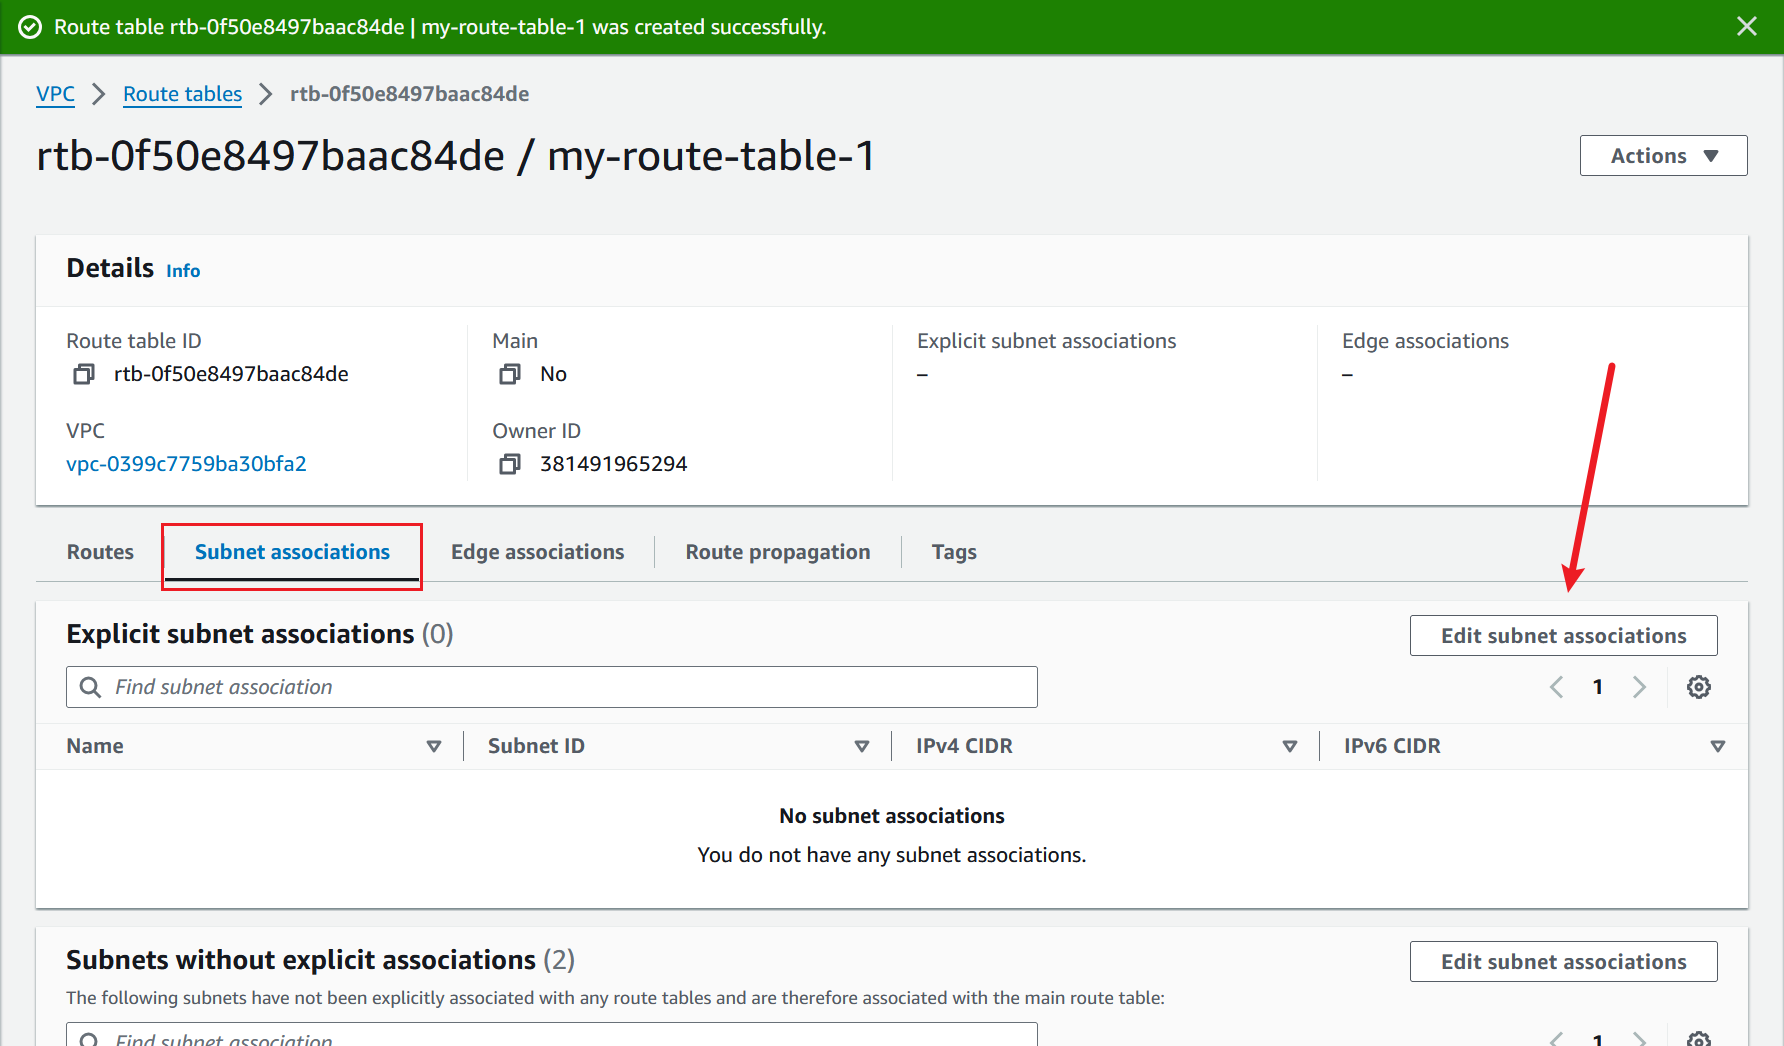 Route table rtb-0f50e8497baac84de | my-route-table-1 was created successfully.
VPC > Route tables > rtb-0f50e8497baac84de
rtb-0f50e8497baac84de / my-route-table-1
Actions
Details Info
Route table ID
rtb-0f50e8497baac84de
Main
No
Explicit subnet associations
–
Edge associations
–
VPC
vpc-0399c7759ba30bfa2
Owner ID
381491965294
Routes
Subnet associations
Edge associations
Route propagation
Tags
Explicit subnet associations (0)
Edit subnet associations
Find subnet association
1
Name
Subnet ID
IPv4 CIDR
IPv6 CIDR
No subnet associations
You do not have any subnet associations.
Subnets without explicit associations (2)
Edit subnet associations
The following subnets have not been explicitly associated with any route tables and are therefore associated with the main route table:
Find subnet association
1